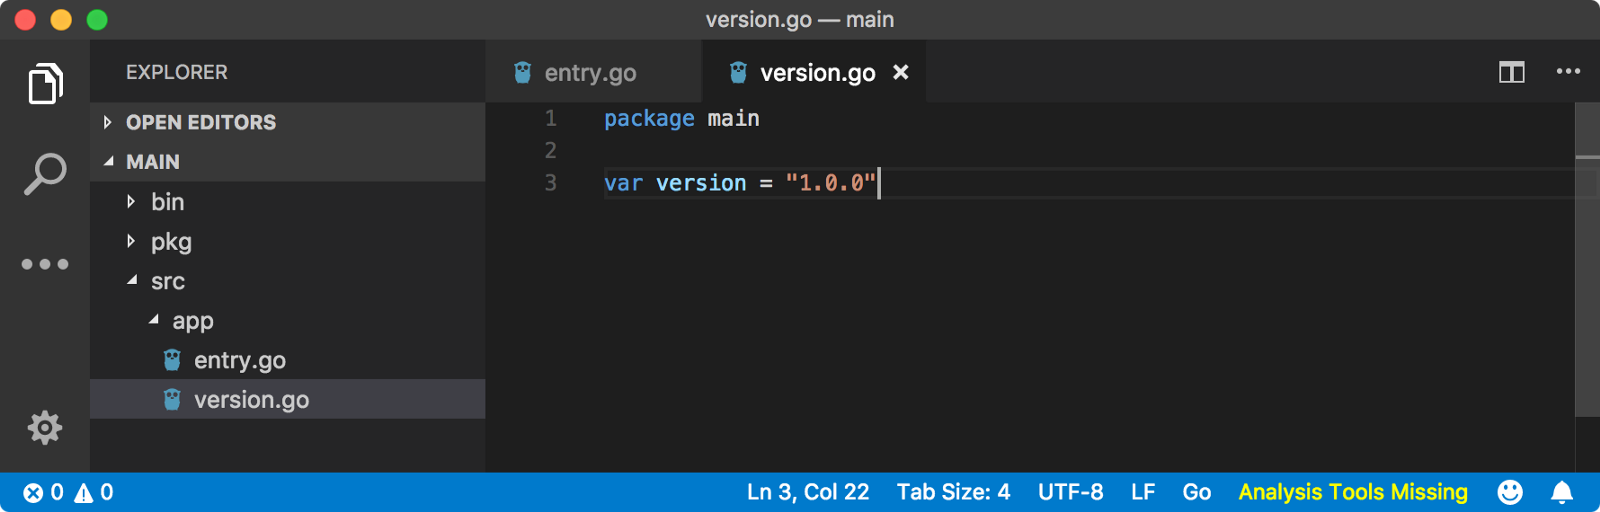 version.go — main
EXPLORER
OPEN EDITORS
MAIN
bin
pkg
src
app
entry.go
version.go
entry.go
version.go
1 package main
2
3 var version = "1.0.0"
0 0
Ln 3, Col 22 Tab Size: 4 UTF-8 LF Go Analysis Tools Missing